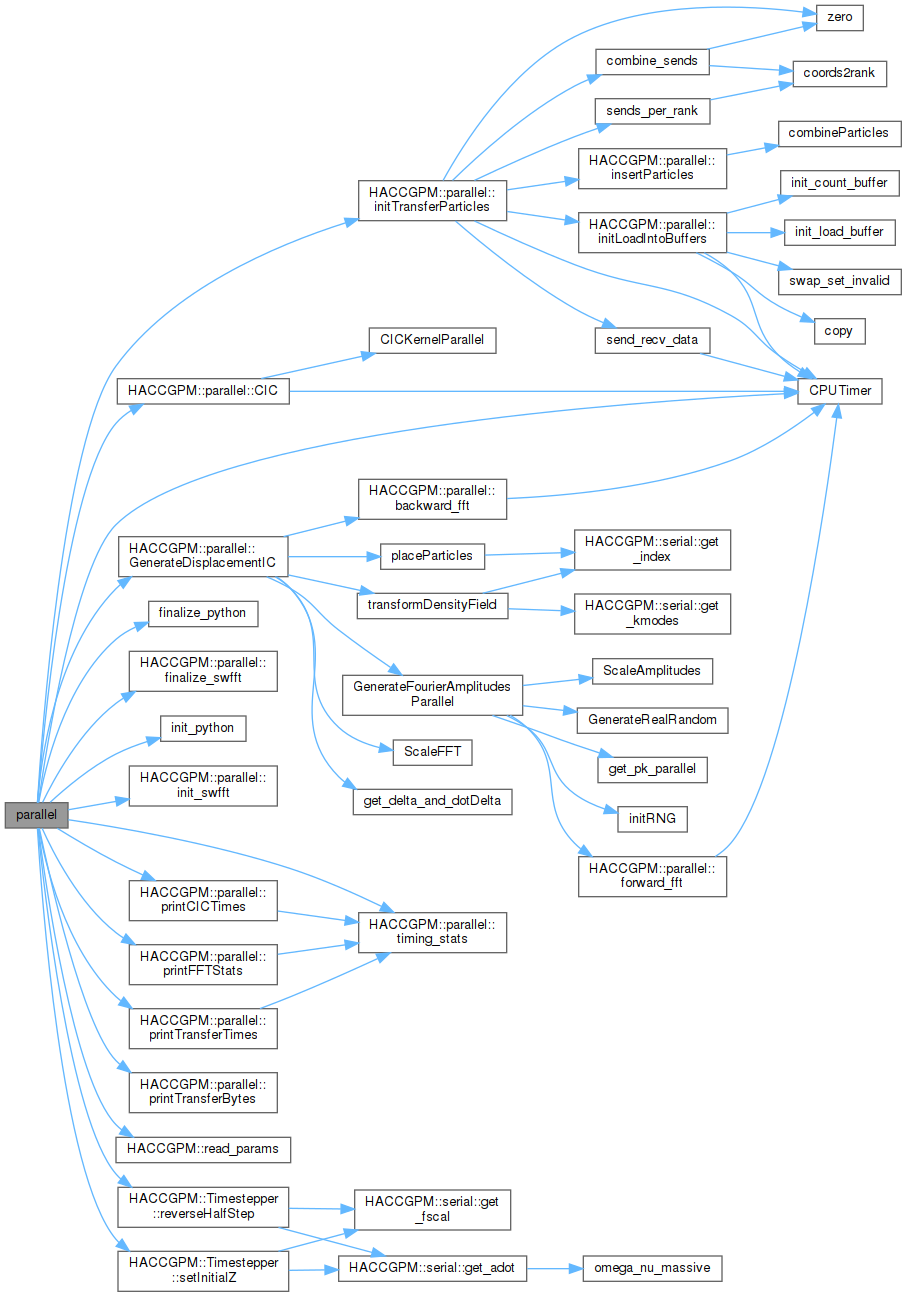 zero
combine_sends
coords2rank
sends_per_rank
combineParticles
HACCGPM::parallel::
insertParticles
init_count_buffer
HACCGPM::parallel::
initTransferParticles
HACCGPM::parallel::
initLoadIntoBuffers
init_load_buffer
swap_set_invalid
copy
send_recv_data
CICKernelParallel
HACCGPM::parallel::CIC
CPUTimer
HACCGPM::parallel::
backward_fft
HACCGPM::parallel::
GenerateDisplacementIC
placeParticles
HACCGPM::serial::get
_index
transformDensityField
HACCGPM::serial::get
_kmodes
finalize_python
HACCGPM::parallel::
finalize_swfft
ScaleAmplitudes
GenerateFourierAmplitudes
Parallel
GenerateRealRandom
init_python
ScaleFFT
get_pk_parallel
HACCGPM::parallel::
init_swfft
get_delta_and_dotDelta
initRNG
parallel
HACCGPM::parallel::
forward_fft
HACCGPM::parallel::
printCICTimes
HACCGPM::parallel::
timing_stats
HACCGPM::parallel::
printFFTStats
HACCGPM::parallel::
printTransferTimes
HACCGPM::parallel::
printTransferBytes
HACCGPM::read_params
HACCGPM::Timestepper
::reverseHalfStep
HACCGPM::serial::get
_fscal
HACCGPM::Timestepper
::setInitialZ
HACCGPM::serial::get_adot
omega_nu_massive